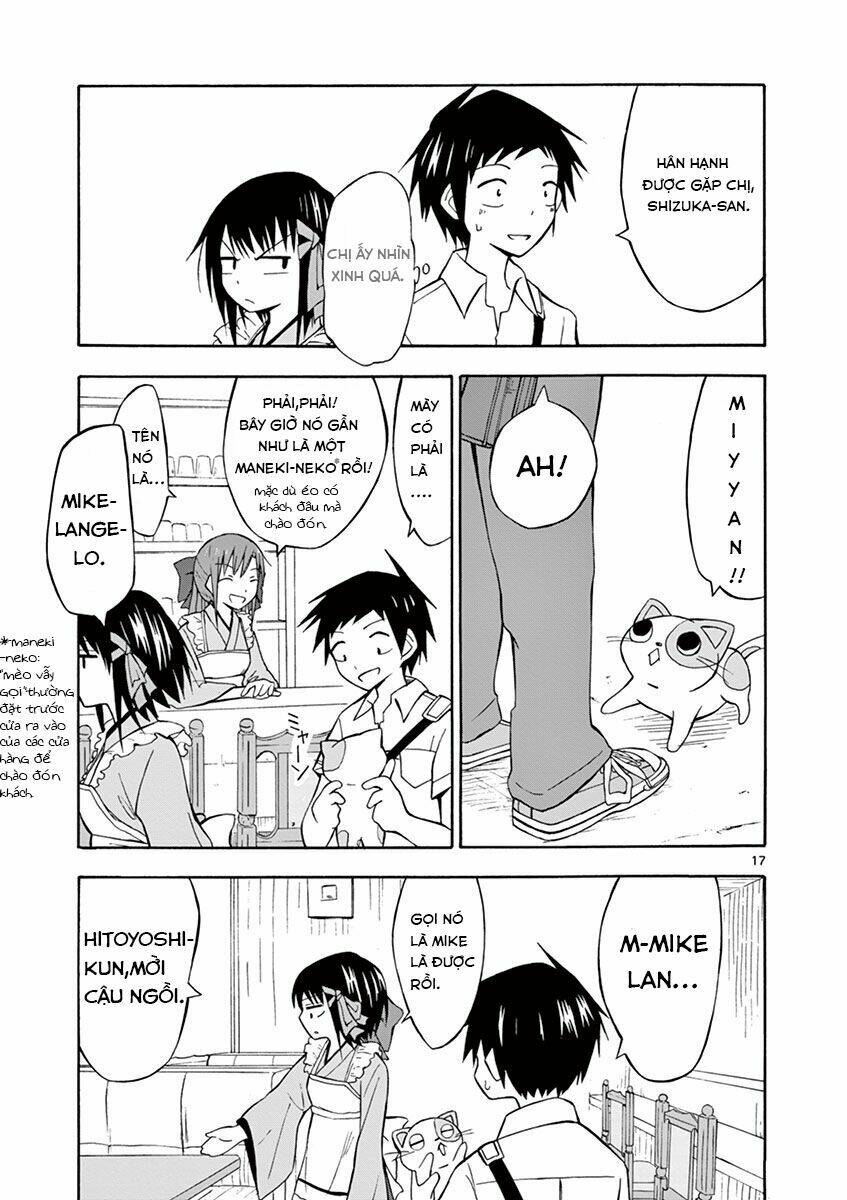 HÂN HẠNH
ĐƯỢC GẶP CHỊ,
SHIZUKA-SAN.
CHỊ ẤY NHÌN
XINH QUÁ.
M
I
Y
Y
A
N
!!
AH!
MÀY
CÓ
PHẢI
LÀ
....
PHẢI,PHẢI!
BÂY GIỜ NÓ GẦN
NHƯ LÀ MỘT
MANEKI-NEKO*RỒI!
mặc dù éo có
khách đâu mà
chào đón.
TÊN
NÓ
LÀ...
MIKE-
LANGE-
LO.
*maneki
-neko:
"mèo vẫy
gọi"thường
đặt trước
cửa ra vào
của các cửa
hàng để
chào đón
khách
ニャーン
17
M-MIKE
LAN...
GỌI NÓ
LÀ MIKE
LÀ ĐƯỢC
RỒI.
HITOYOSHI-
KUN,MỜI
CẬU NGỒI.